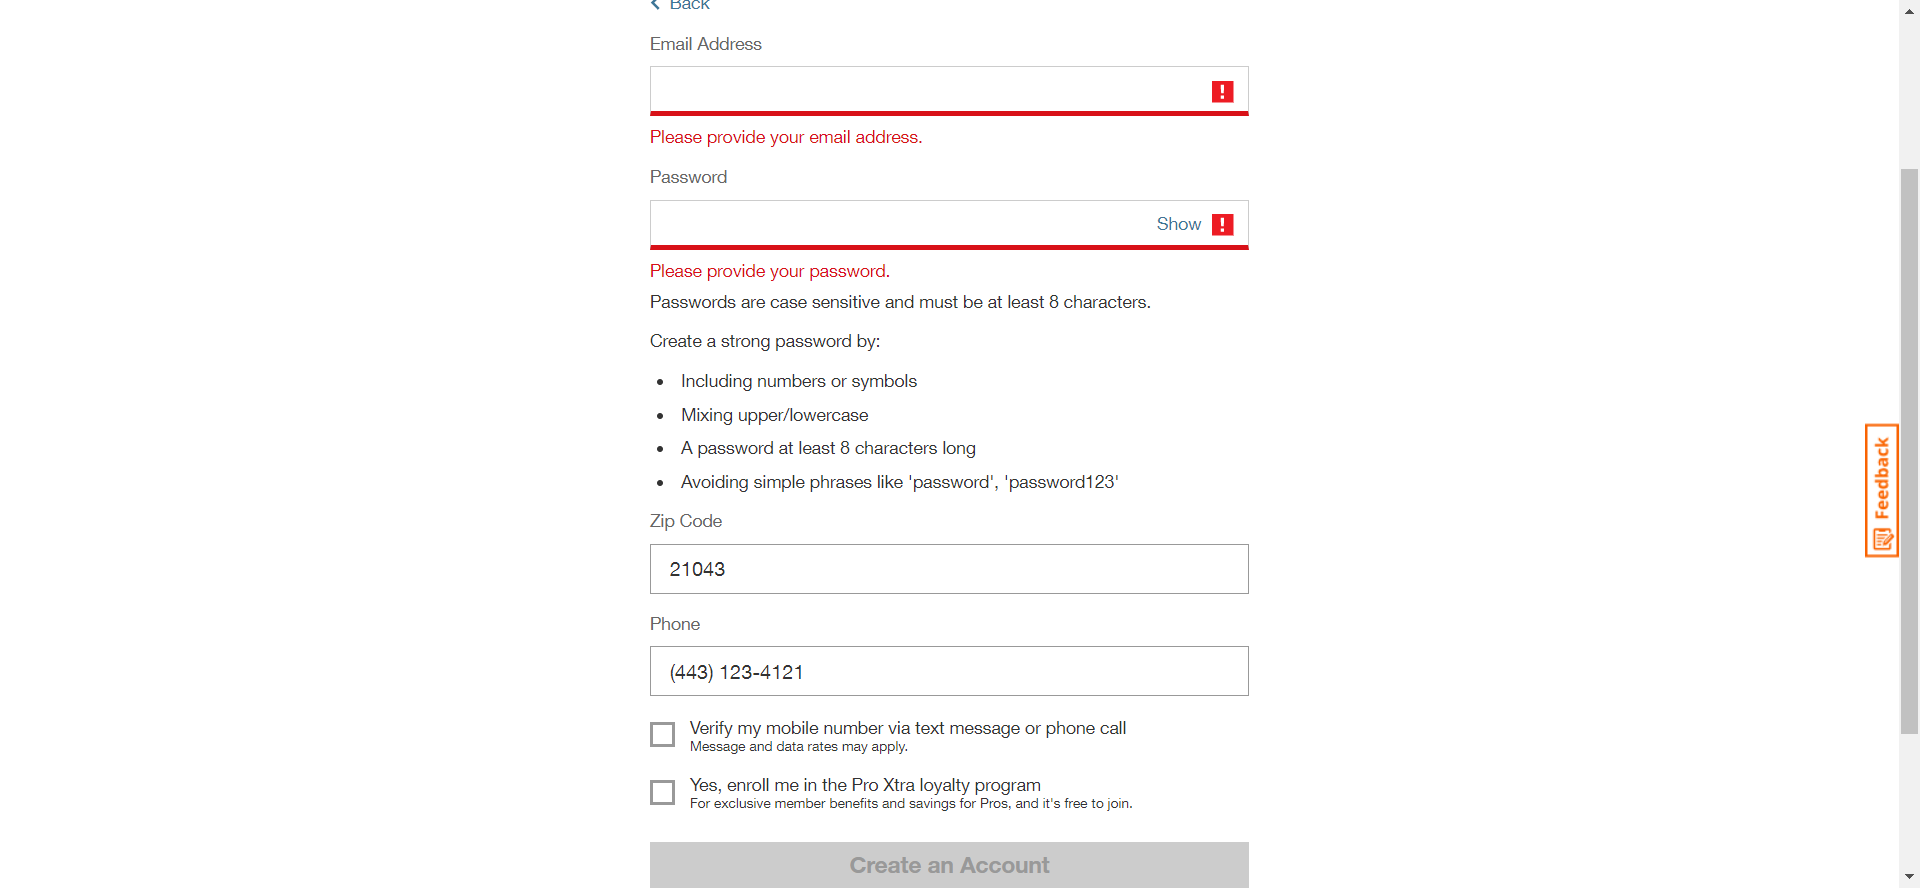 Back
Email Address
Please provide your email address.
Password
Show
Please provide your password.
Passwords are case sensitive and must be at least 8 characters.
Create a strong password by:
Including numbers or symbols
Mixing upper/lowercase
A password at least 8 characters long
Avoiding simple phrases like 'password', 'password123'
Zip Code
21043
Phone
(443) 123-4121
Verify my mobile number via text message or phone call
Message and data rates may apply.
Yes, enroll me in the Pro Xtra loyalty program
For exclusive member benefits and savings for Pros, and it's free to join.
Create an Account
Feedback